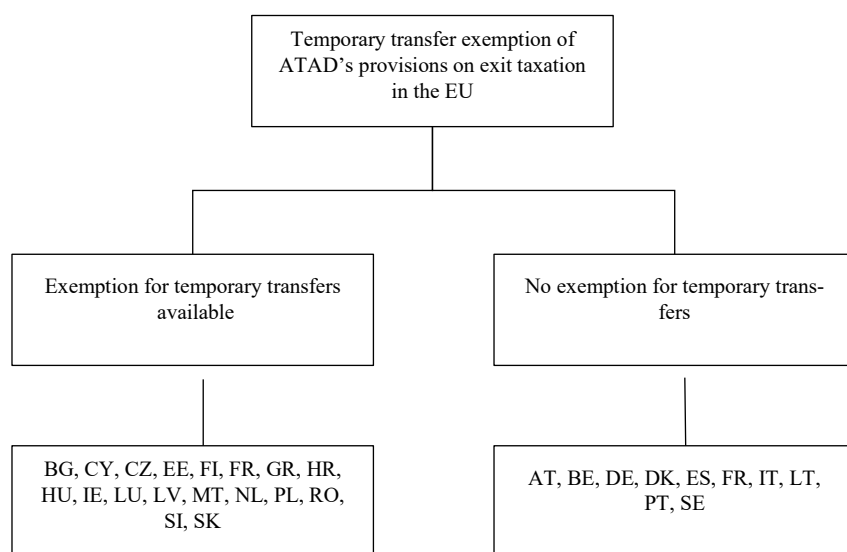 Temporary transfer exemption of
ATAD's provisions on exit taxation
in the EU
Exemption for temporary transfers
available
No exemption for temporary trans-
fers
BG, CY, CZ, EE, FI, FR, GR, HR,
HU, IE, LU, LV, MT, NL, PL, RO,
SI, SK
AT, BE, DE, DK, ES, FR, IT, LT,
PT, SE